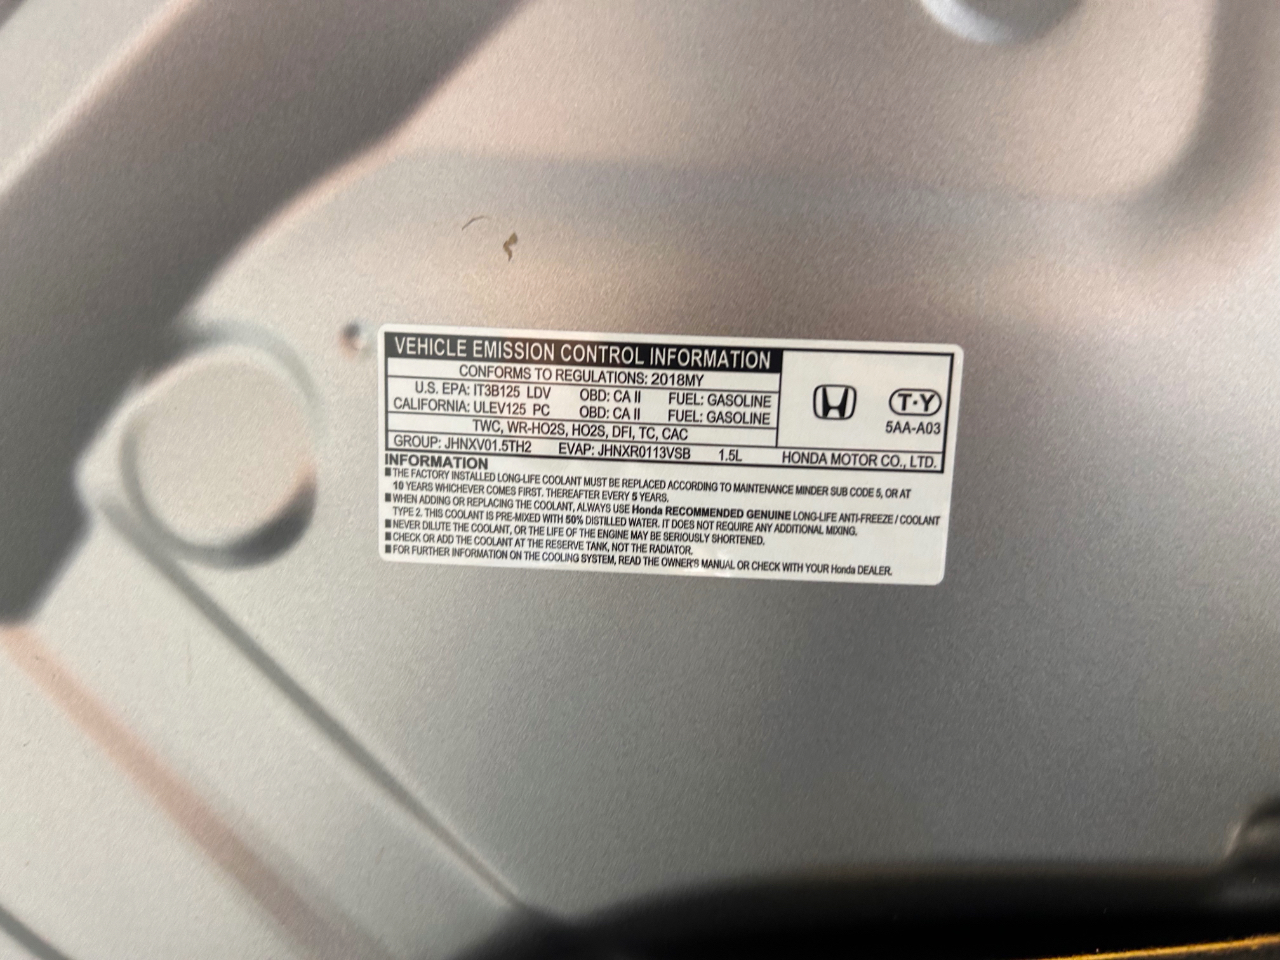 VEHICLE EMISSION CONTROL INFORMATION
CONFORMS TO REGULATIONS: 2018MY
U.S. EPA: IT3B125 LDV OBD: CA II FUEL: GASOLINE
CALIFORNIA: ULEV125 PC OBD: CA II FUEL: GASOLINE
TWC, WR-HO2S, HO2S, DFI, TC, CAC
GROUP: JHNXV01.5TH2 EVAP: JHNXR0113VSB 1.5L
T·Y
5AA-A03
HONDA MOTOR CO., LTD.
INFORMATION
■THE FACTORY INSTALLED LONG-LIFE COOLANT MUST BE REPLACED ACCORDING TO MAINTENANCE MINDER SUB CODE 5, OR AT
10 YEARS WHICHEVER COMES FIRST. THEREAFTER EVERY 5 YEARS.
■WHEN ADDING OR REPLACING THE COOLANT, ALWAYS USE Honda RECOMMENDED GENUINE LONG-LIFE ANTI-FREEZE / COOLANT
TYPE 2. THIS COOLANT IS PRE-MIXED WITH 50% DISTILLED WATER. IT DOES NOT REQUIRE ANY ADDITIONAL MIXING.
■NEVER DILUTE THE COOLANT, OR THE LIFE OF THE ENGINE MAY BE SERIOUSLY SHORTENED.
■CHECK OR ADD THE COOLANT AT THE RESERVE TANK, NOT THE RADIATOR.
■FOR FURTHER INFORMATION ON THE COOLING SYSTEM, READ THE OWNER'S MANUAL OR CHECK WITH YOUR Honda DEALER.